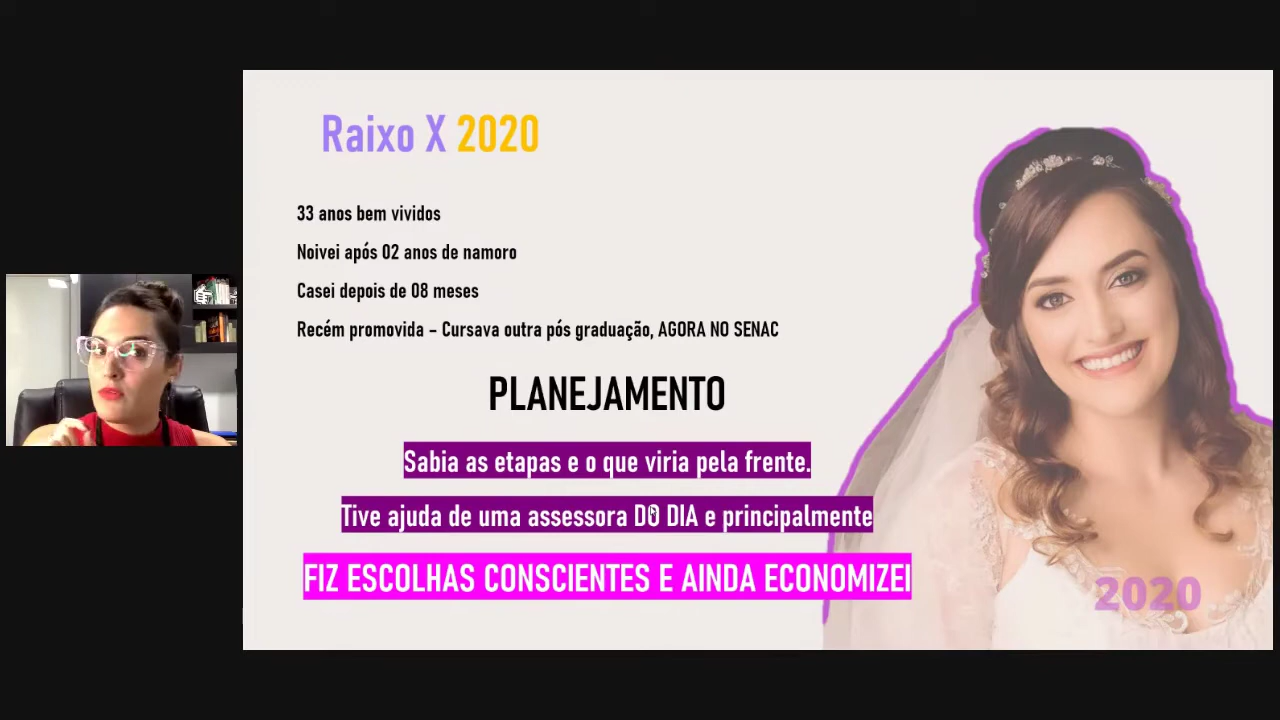 Raixo X 2020
33 anos bem vividos
Noivei após 02 anos de namoro
Casei depois de 08 meses
Recém promovida - Cursava outra pós graduação, AGORA NO SENAC
PLANEJAMENTO
Sabia as etapas e o que viria pela frente.
Tive ajuda de uma assessora DO DIA e principalmente
FIZ ESCOLHAS CONSCIENTES E AINDA ECONOMIZEI
2020